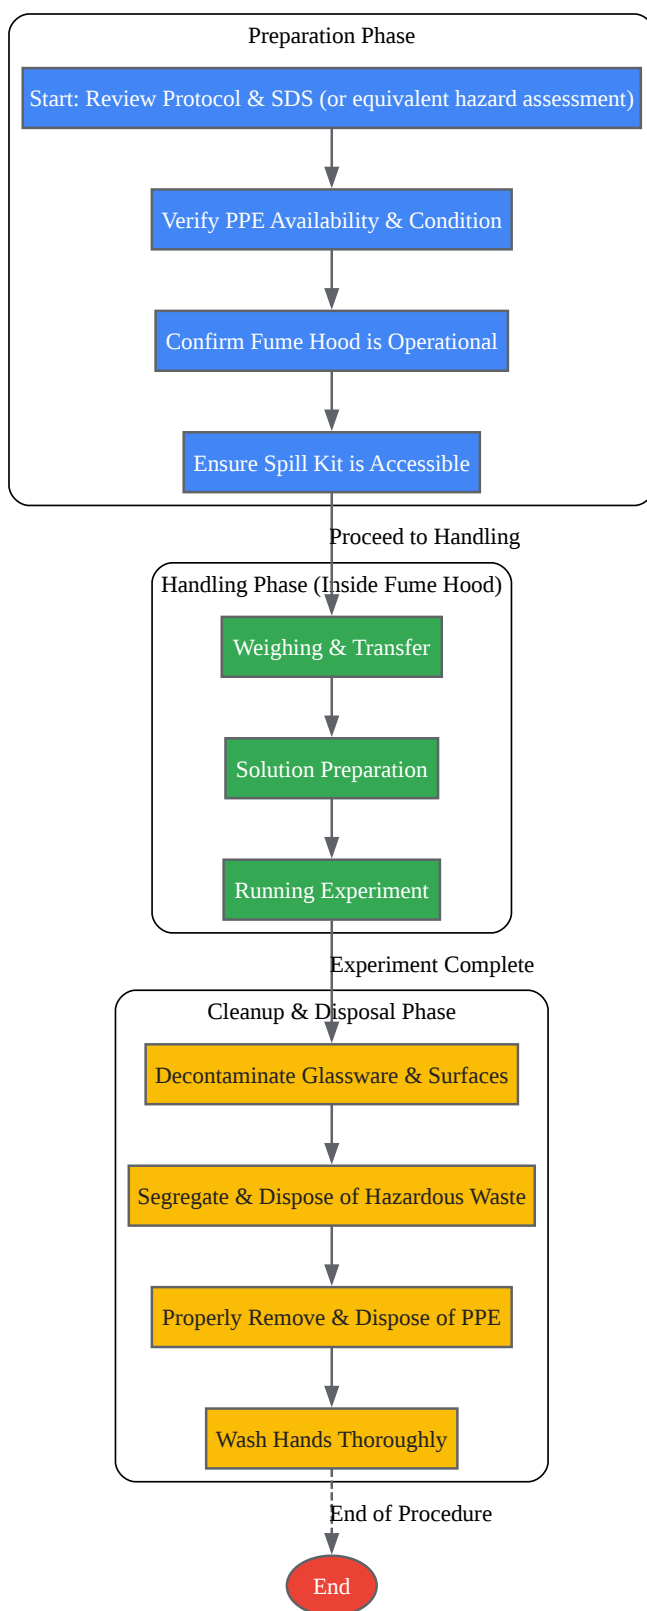 Preparation Phase
Start: Review Protocol & SDS (or equivalent hazard assessment)
Verify PPE Availability & Condition
Confirm Fume Hood is Operational
Ensure Spill Kit is Accessible
Proceed to Handling
Handling Phase (Inside Fume Hood)
Weighing & Transfer
Solution Preparation
Running Experiment
Experiment Complete
Cleanup & Disposal Phase
Decontaminate Glassware & Surfaces
Segregate & Dispose of Hazardous Waste
Properly Remove & Dispose of PPE
Wash Hands Thoroughly
End of Procedure
End